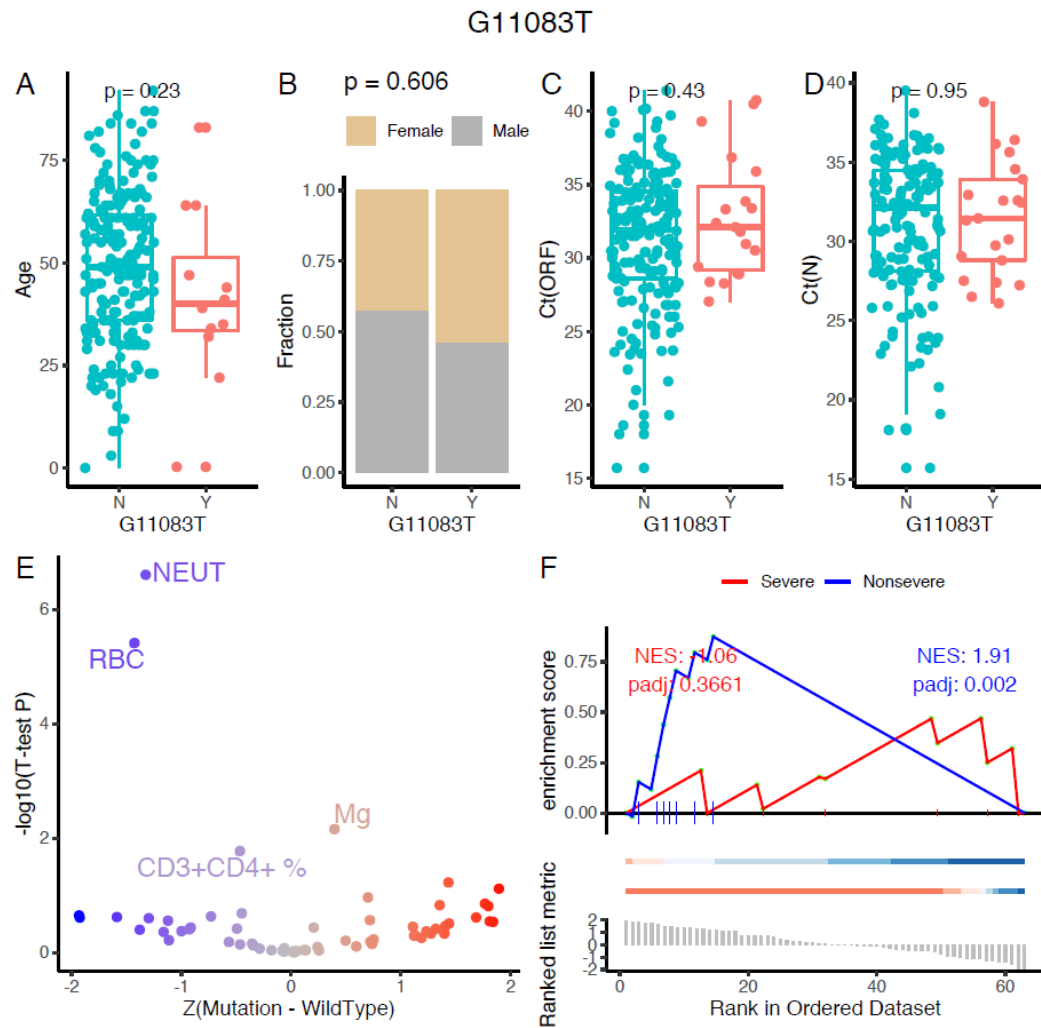 G11083T
A
p = 0.23
Age
75
50
25
0
N
Y
G11083T
B
p = 0.606
Female
Male
Fraction
1.00
0.75
0.50
0.25
0.00
N
Y
G11083T
C
p = 0.43
Ct(ORF)
40
35
30
25
20
15
N
Y
G11083T
D
p = 0.95
Ct(N)
40
35
30
25
20
15
N
Y
G11083T
E
NEUT
RBC
Mg
CD3+CD4+ %
-log10(T-test P)
6
4
2
0
-2
-1
0
1
2
Z(Mutation - WildType)
F
Severe
Nonsevere
NES: -1.06
padj: 0.3661
NES: 1.91
padj: 0.002
enrichment score
0.75
0.50
0.25
0.00
Ranked list metric
2
1
0
-1
-2
0
20
40
60
Rank in Ordered Dataset